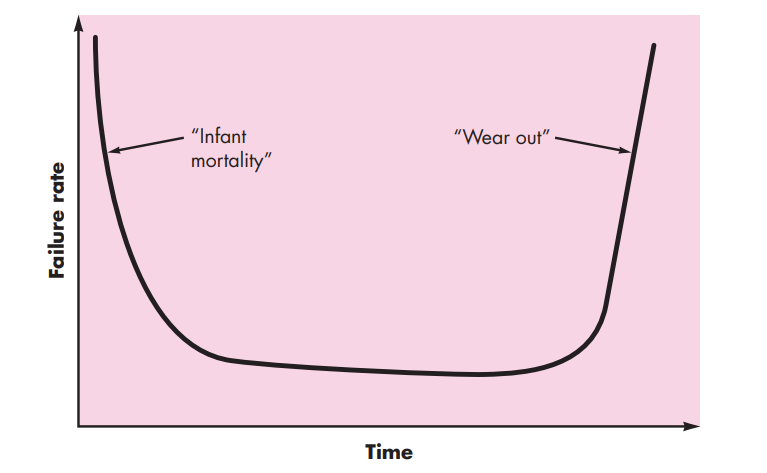 “Infant
mortality”
“Wear out”
Failure rate
Time